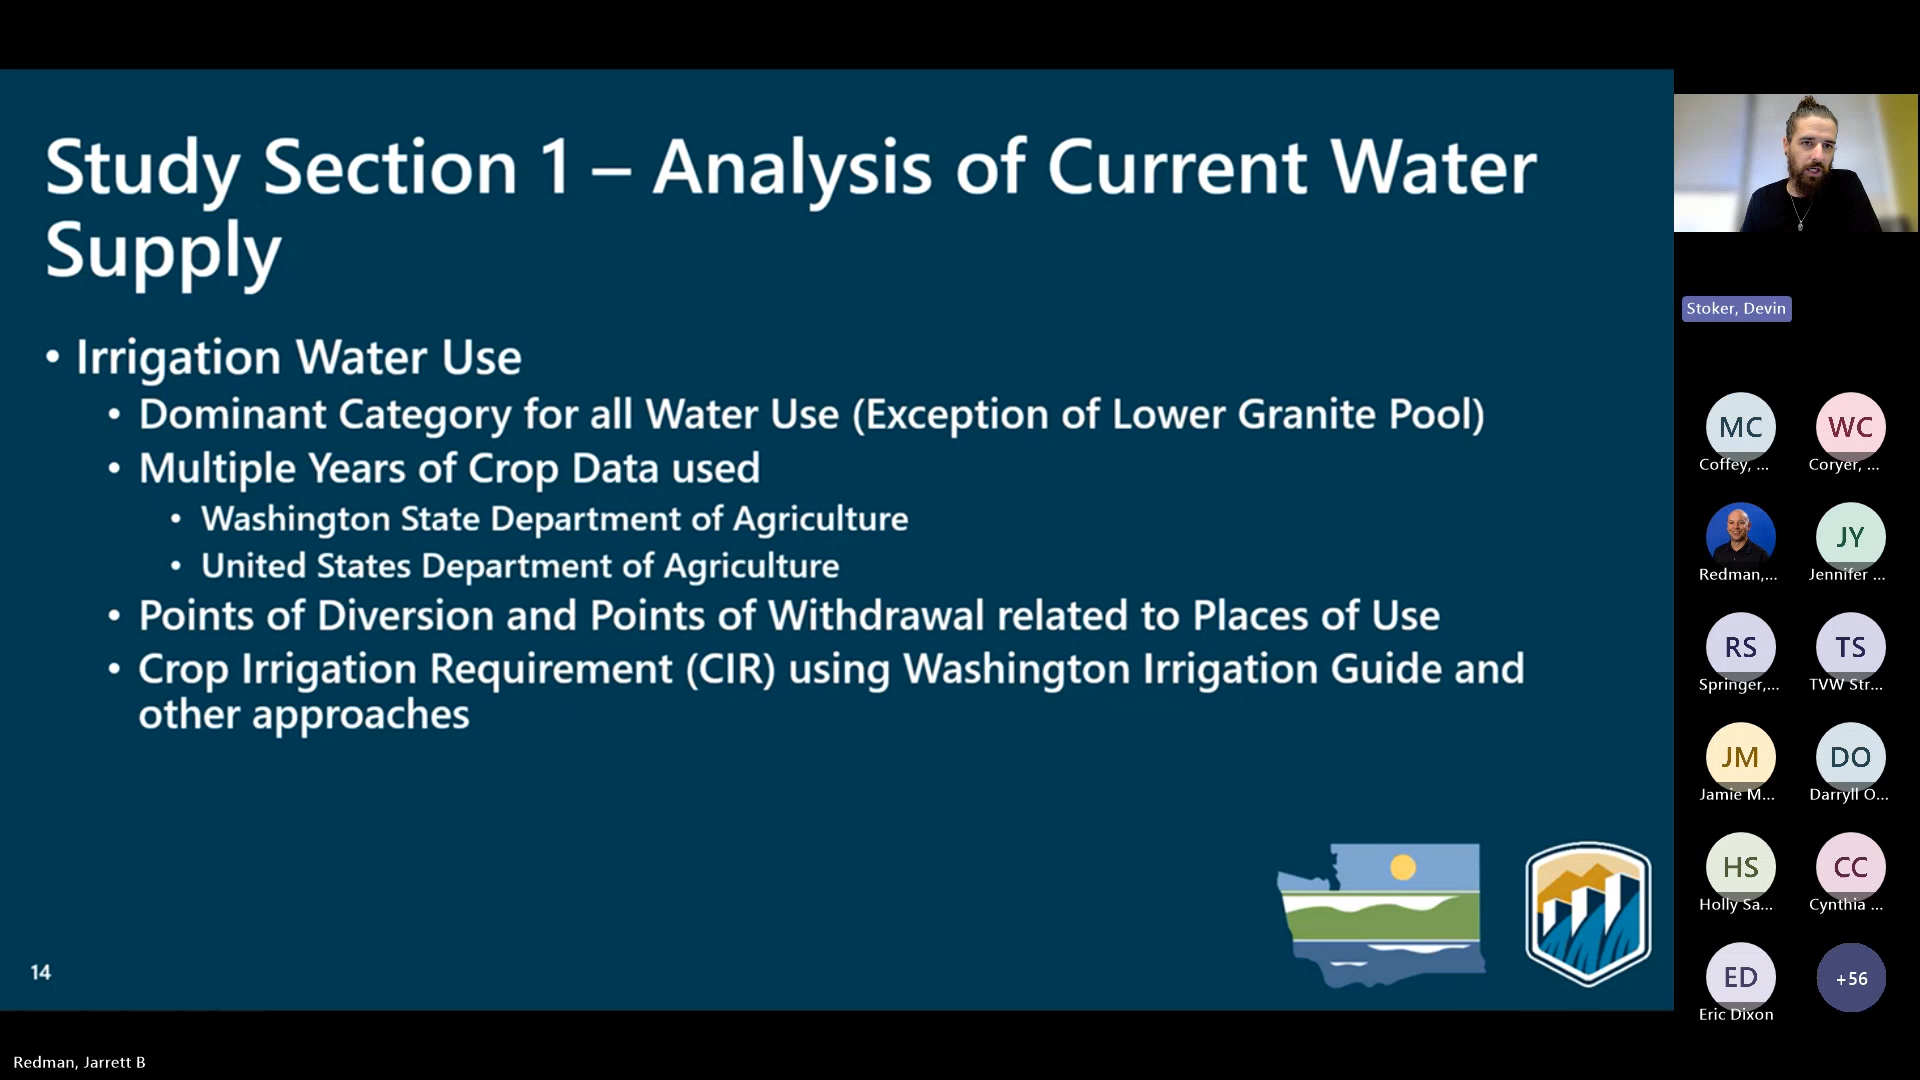 Study Section 1 – Analysis of Current Water
Supply
• Irrigation Water Use
• Dominant Category for all Water Use (Exception of Lower Granite Pool)
• Multiple Years of Crop Data used
• Washington State Department of Agriculture
• United States Department of Agriculture
• Points of Diversion and Points of Withdrawal related to Places of Use
• Crop Irrigation Requirement (CIR) using Washington Irrigation Guide and
other approaches
14
Stoker, Devin
MC
Coffey, ...
WC
Coryer, ...
Redman,...
JY
Jennifer ...
RS
Springer,...
TS
TVW Str...
JM
Jamie M...
DO
Darryll O...
HS
Holly Sa...
CC
Cynthia ...
ED
Eric Dixon
+56
Redman, Jarrett B